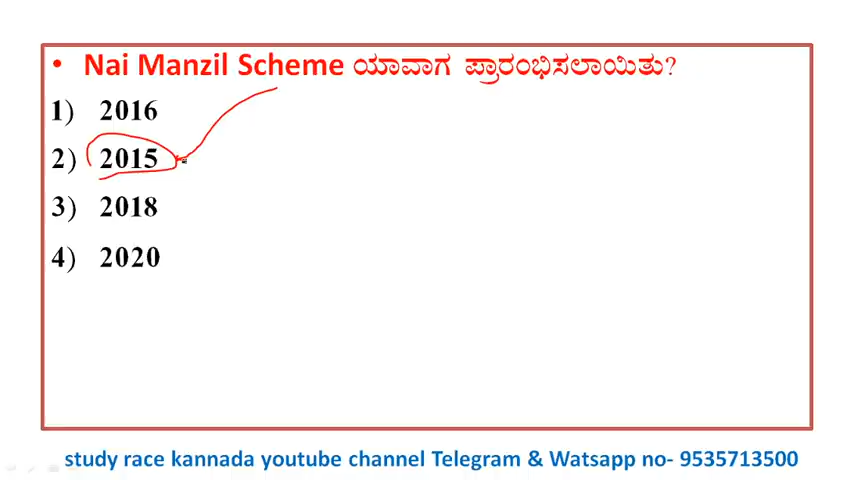 • Nai Manzil Scheme ಯಾವಾಗ ಪ್ರಾರಂಭಿಸಲಾಯಿತು?
1) 2016
2) 2015
3) 2018
4) 2020
study race kannada youtube channel Telegram & Watsapp no- 9535713500